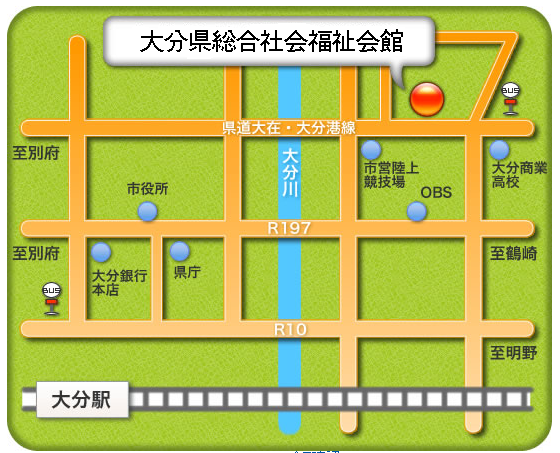 大分県総合社会福祉会館
BUS
県道大在・大分港線
至別府
大分川
市営陸上
競技場
大分商業
高校
市役所
OBS
R197
至別府
大分銀行
本店
県庁
至鶴崎
BUS
R10
至明野
大分駅